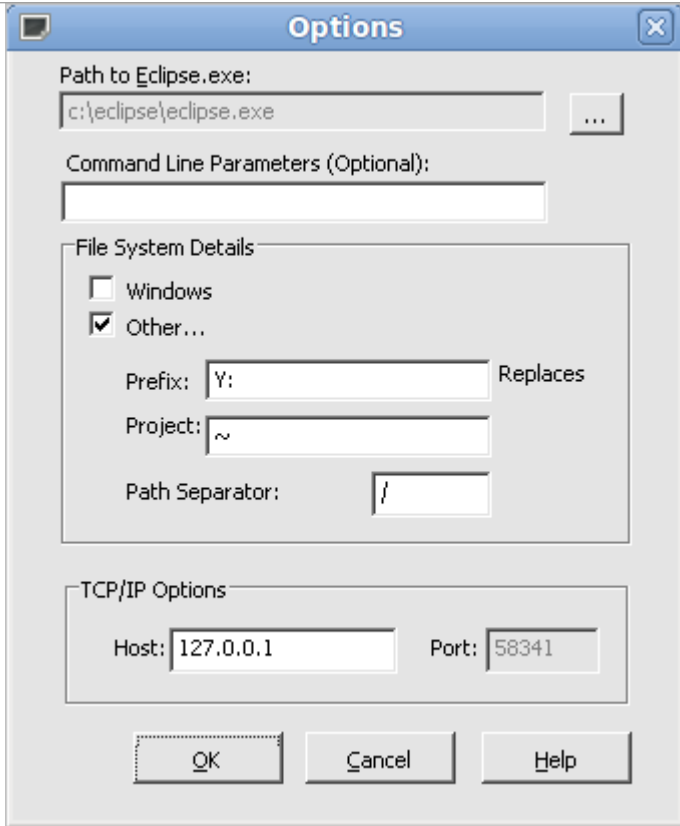 Options
Path to Eclipse.exe:
c:\eclipse\eclipse.exe
...
Command Line Parameters (Optional):
File System Details
Windows
Other...
Prefix: Y: Replaces
Project: ~
Path Separator: /
TCP/IP Options
Host: 127.0.0.1 Port: 58341
OK Cancel Help